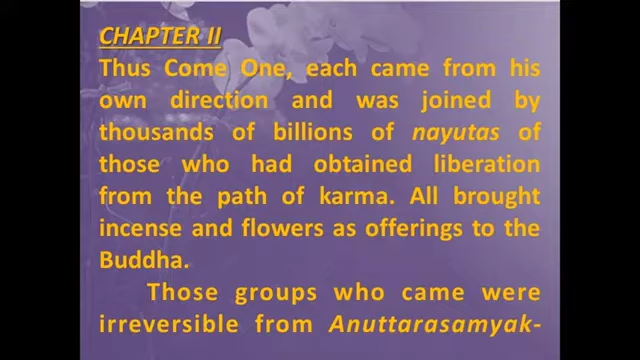 CHAPTER II
Thus Come One, each came from his
own direction and was joined by
thousands of billions of nayutas of
those who had obtained liberation
from the path of karma. All brought
incense and flowers as offerings to the
Buddha.
Those groups who came were
irreversible from Anuttarasamyak-